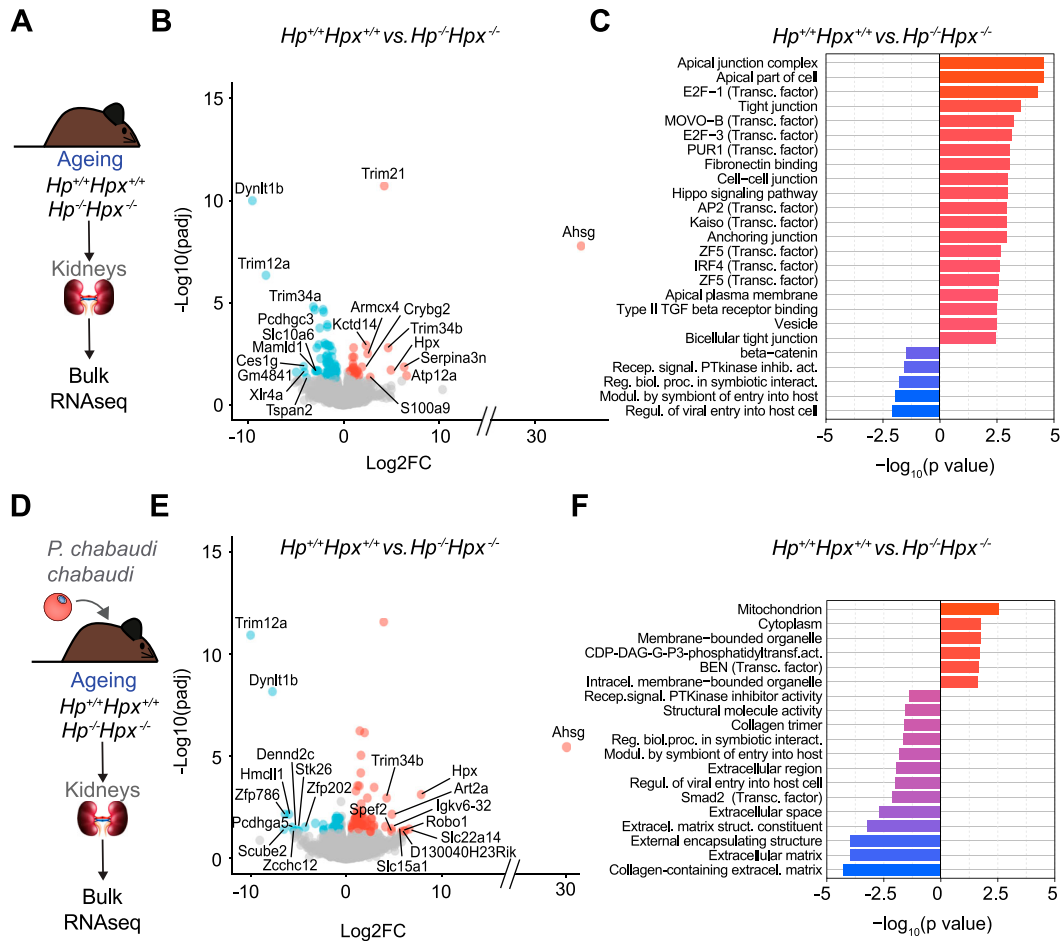 A
Ageing
Hp+/+Hpx+/+
Hp-/-Hpx-/-
Kidneys
Bulk
RNAseq
B
Hp+/+Hpx+/+ vs. Hp-/-Hpx-/-
-Log10(padj)
15
10
5
0
Dynlt1b
Trim21
Ahsg
Trim12a
Trim34a
Pcdhgc3
Slc10a6
Mamld1
Ces1g
Gm4841
Xlr4a
Tspan2
Kctd14
Armcx4
Crybg2
Trim34b
Hpx
Serpina3n
Atp12a
S100a9
-10
0
10
30
Log2FC
C
Hp+/+Hpx+/+ vs. Hp-/-Hpx-/-
Apical junction complex
Apical part of cell
E2F−1 (Transc. factor)
Tight junction
MOVO−B (Transc. factor)
E2F−3 (Transc. factor)
PUR1 (Transc. factor)
Fibronectin binding
Cell−cell junction
Hippo signaling pathway
AP2 (Transc. factor)
Kaiso (Transc. factor)
Anchoring junction
ZF5 (Transc. factor)
IRF4 (Transc. factor)
ZF5 (Transc. factor)
Apical plasma membrane
Type II TGF beta receptor binding
Vesicle
Bicellular tight junction
beta−catenin
Recep. signal. PTkinase inhib. act.
Reg. biol. proc. in symbiotic interact.
Modul. by symbiont of entry into host
Regul. of viral entry into host cell
-5
-2.5
0
2.5
5
−log10(p value)
D
P. chabaudi
chabaudi
Ageing
Hp+/+Hpx+/+
Hp-/-Hpx-/-
Kidneys
Bulk
RNAseq
E
Hp+/+Hpx+/+ vs. Hp-/-Hpx-/-
-Log10(padj)
15
10
5
0
Trim12a
Dynlt1b
Ahsg
Dennd2c
Stk26
Hmcll1
Zfp202
Zfp786
Pcdhga5
Scube2
Zcchc12
Trim34b
Hpx
Art2a
Spef2
Igkv6-32
Robo1
Slc22a14
D130040H23Rik
Slc15a1
-10
0
10
30
Log2FC
F
Hp+/+Hpx+/+ vs. Hp-/-Hpx-/-
Mitochondrion
Cytoplasm
Membrane−bounded organelle
CDP−DAG−G−P3−phosphatidyltransf.act.
BEN (Transc. factor)
Intracel. membrane−bounded organelle
Recep.signal. PTKinase inhibitor activity
Structural molecule activity
Collagen trimer
Reg. biol.proc. in symbiotic interact.
Modul. by symbiont of entry into host
Extracellular region
Regul. of viral entry into host cell
Smad2 (Transc. factor)
Extracellular space
Extracel. matrix struct. constituent
External encapsulating structure
Extracellular matrix
Collagen−containing extracel. matrix
-5
-2.5
0
2.5
5
−log10(p value)